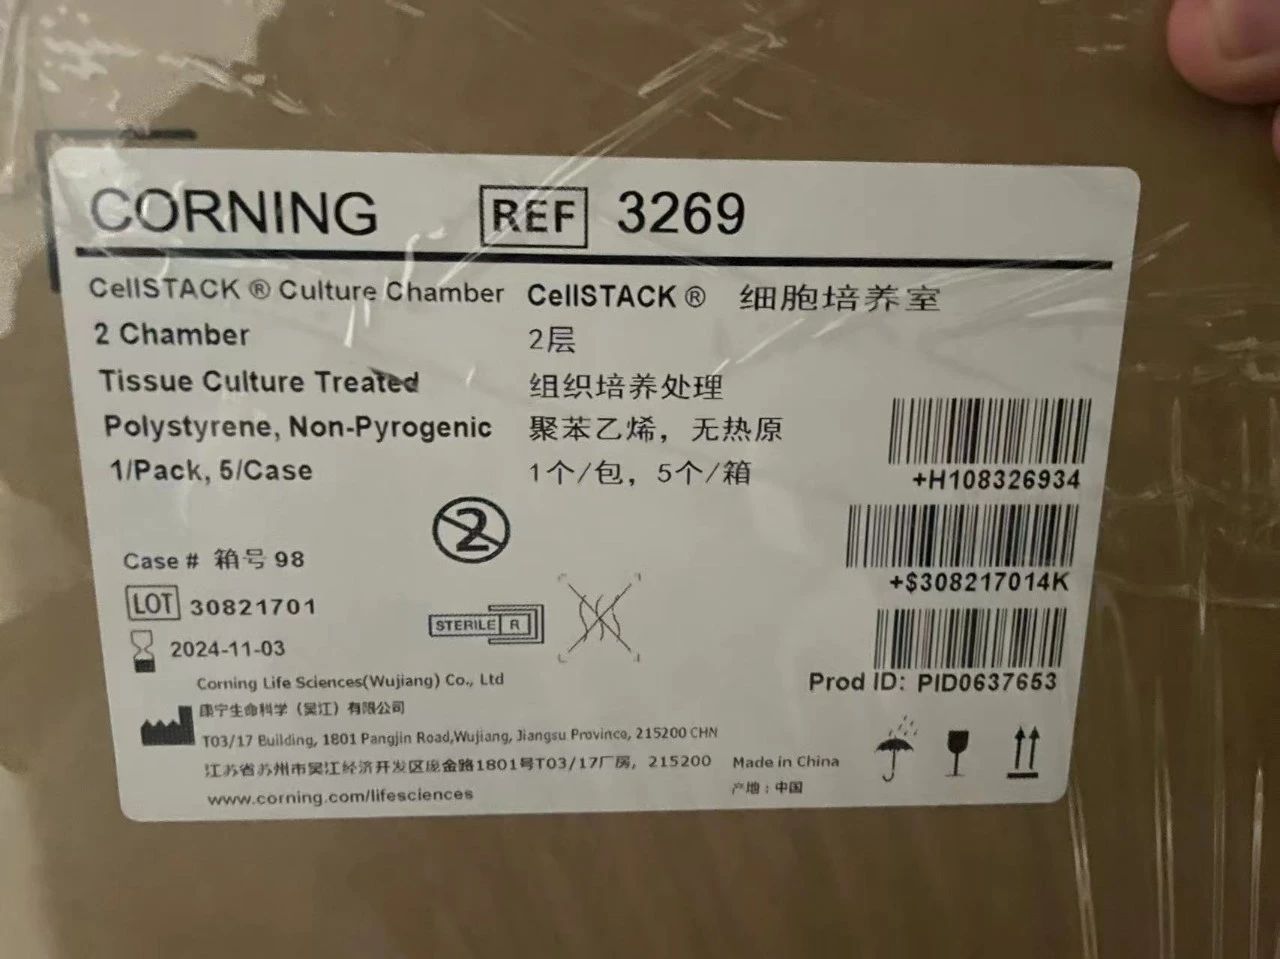 CORNING REF 3269
CellSTACK ® Culture Chamber CellSTACK ® 细胞培养室
2 Chamber 2层
Tissue Culture Treated 组织培养处理
Polystyrene, Non-Pyrogenic 聚苯乙烯，无热原
1/Pack, 5/Case 1个/包，5个/箱
+H108326934
2
Case # 箱号 98
+$308217014K
LOT 30821701
STERILE R
2024-11-03
Prod ID: PID0637653
Corning Life Sciences(Wujiang) Co., Ltd
康宁生命科学（吴江）有限公司
T03/17 Building, 1801 Pangjin Road,Wujiang, Jiangsu Province, 215200 CHN
江苏省苏州市吴江经济开发区庞金路1801号T03/17厂房，215200
Made in China
www.corning.com/lifesciences
产地：中国